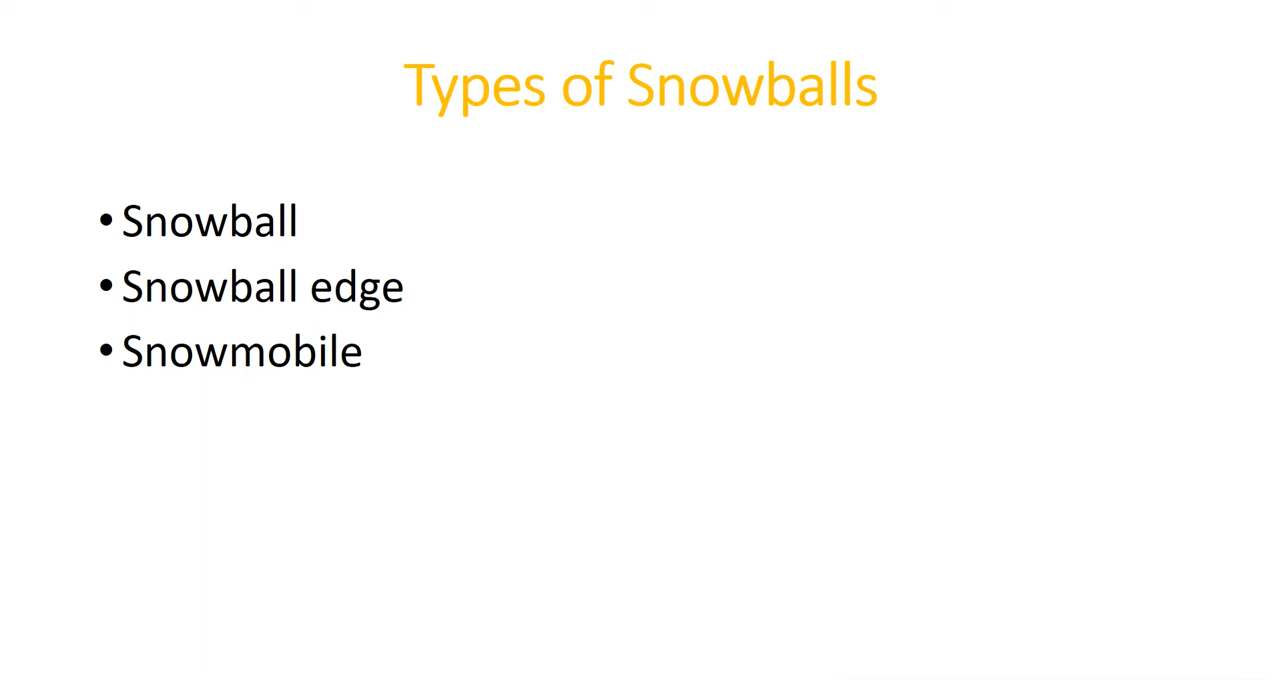 Types of Snowballs
• Snowball
• Snowball edge
• Snowmobile